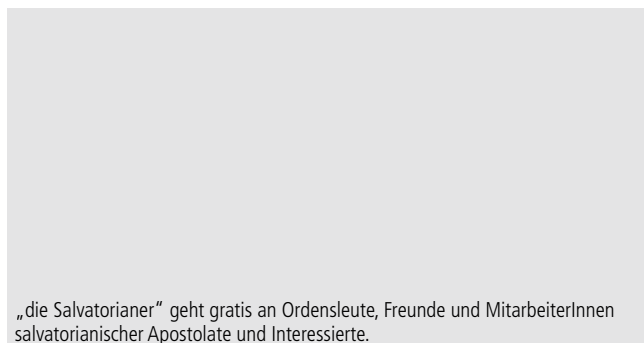 „die Salvatorianer“ geht gratis an Ordensleute, Freunde und MitarbeiterInnen
salvatorianischer Apostolate und Interessierte.